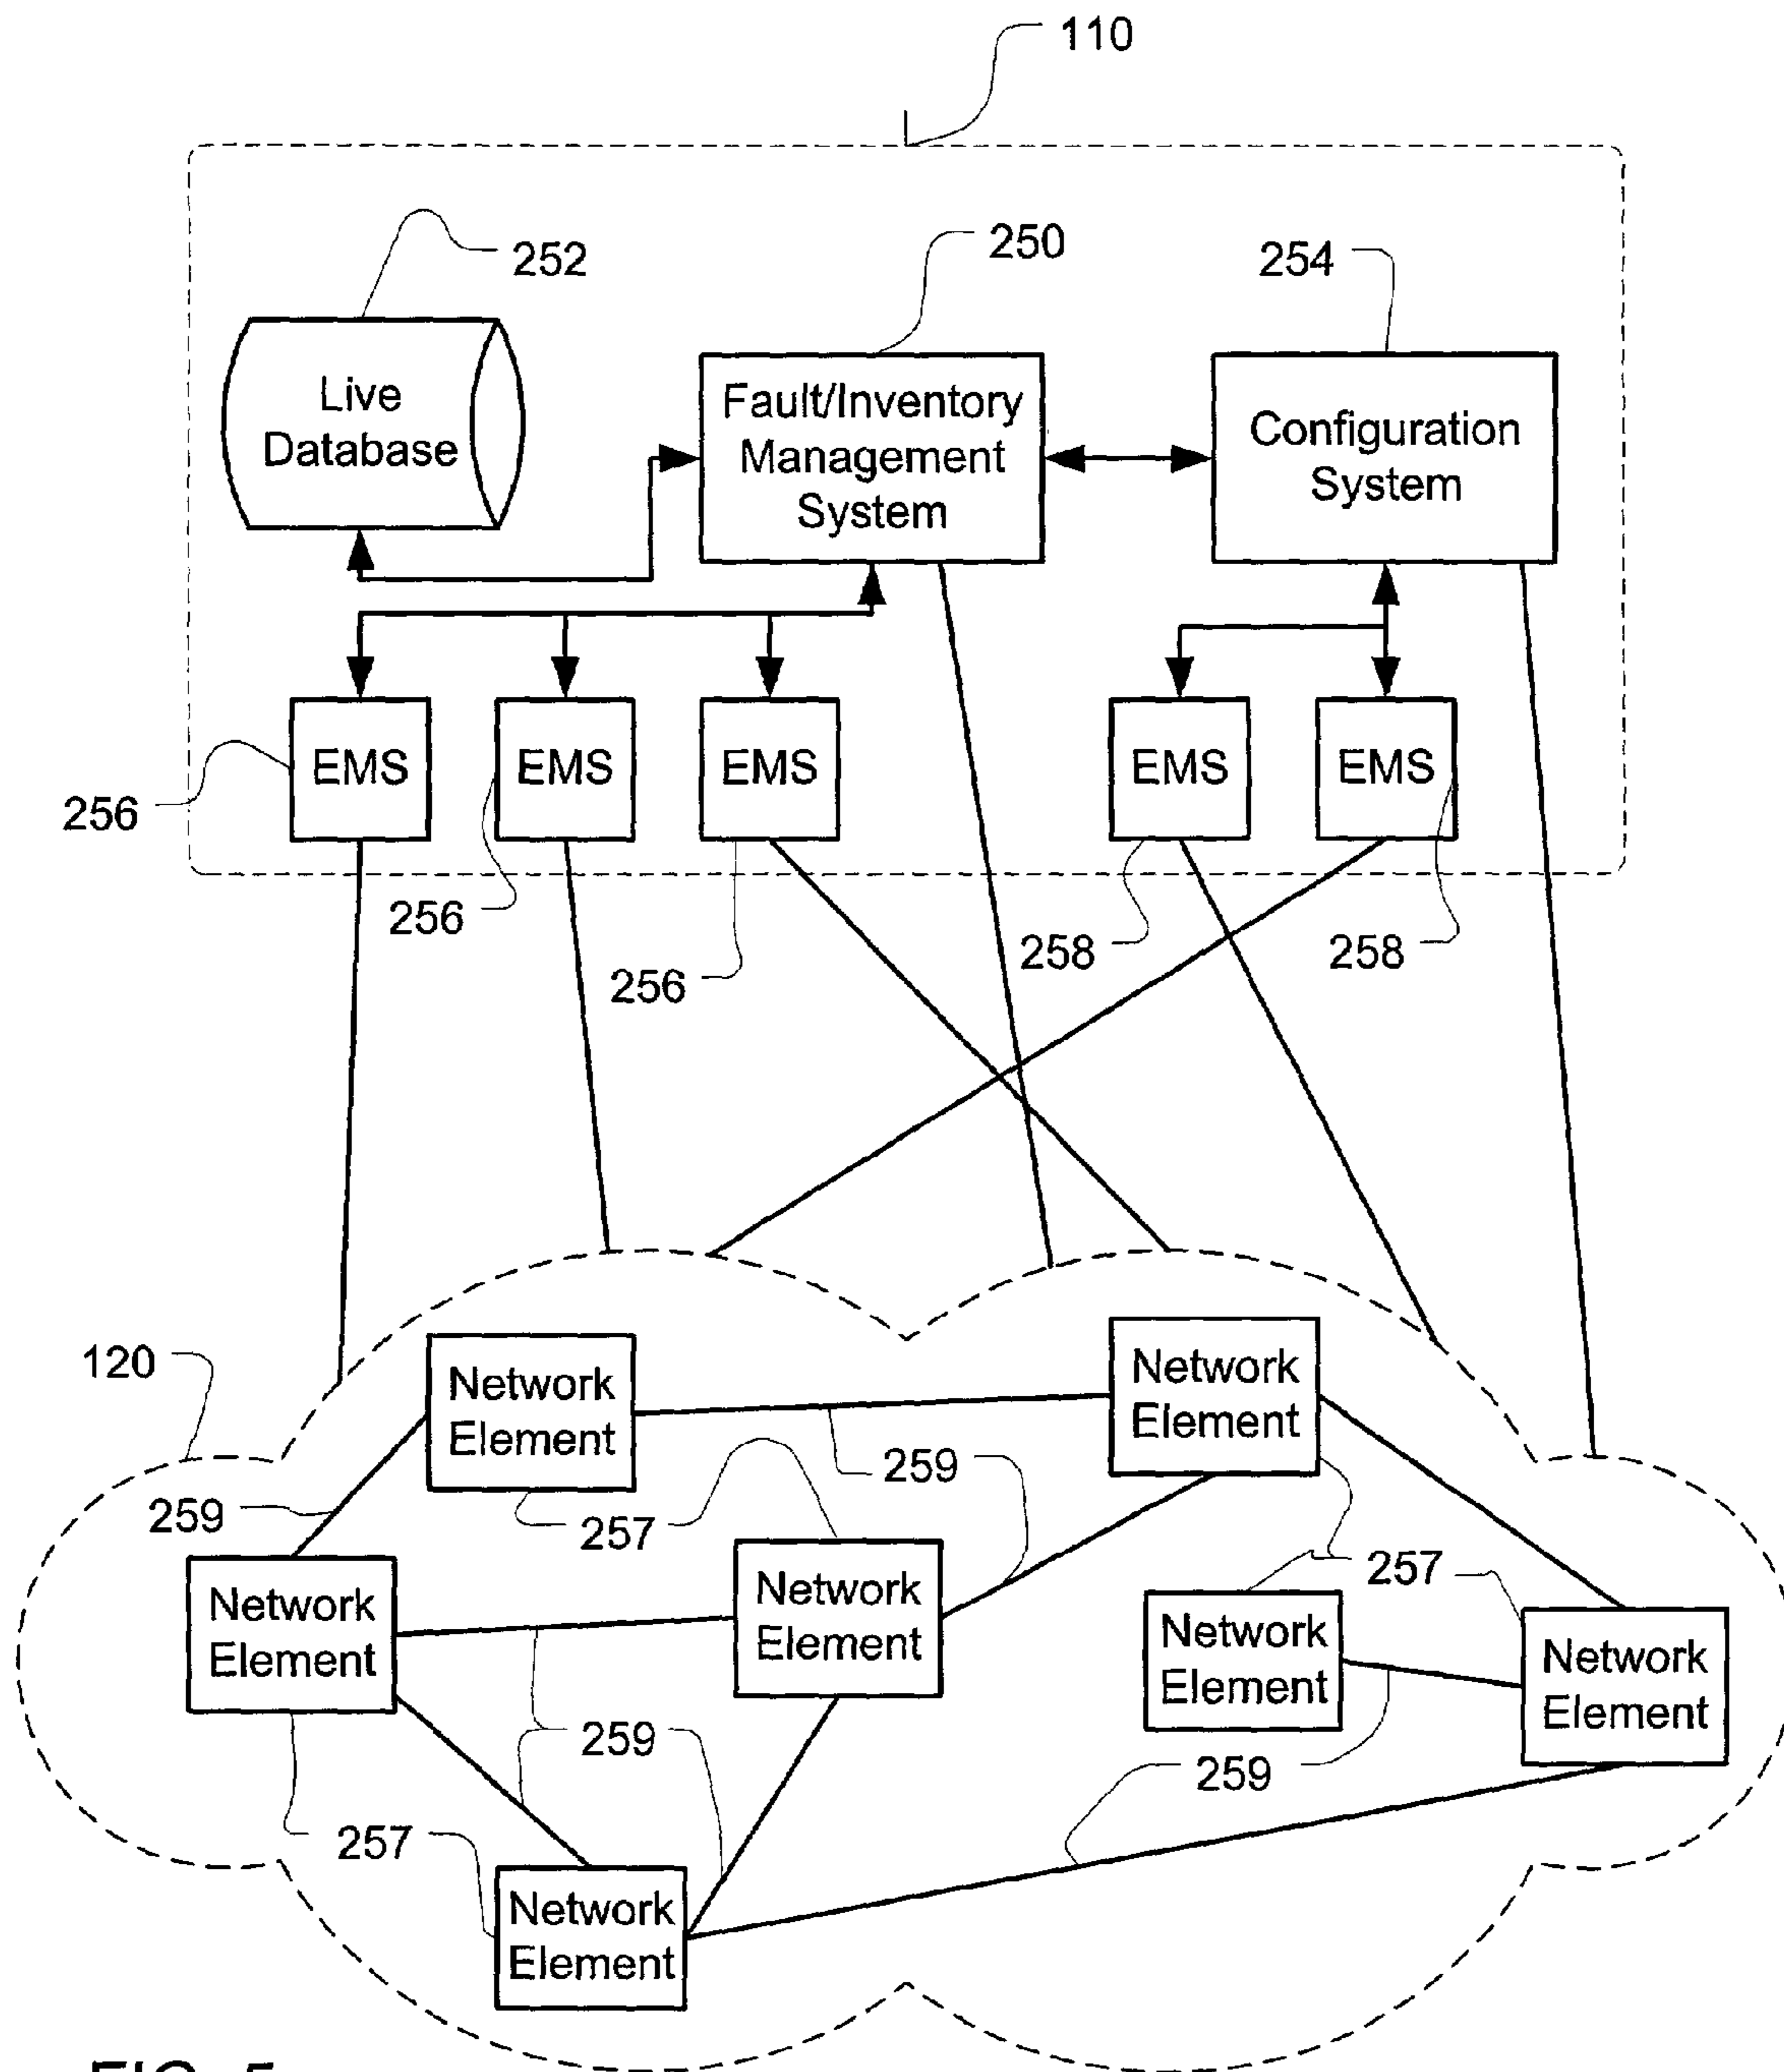 110
252
250
254
Live
Database
Fault/Inventory
Management
System
Configuration
System
EMS
EMS
EMS
EMS
EMS
256
256
256
258
258
120
Network
Element
Network
Element
259
259
257
Network
Element
Network
Element
257
Network
Element
Network
Element
259
259
257
Network
Element
FIG. 5